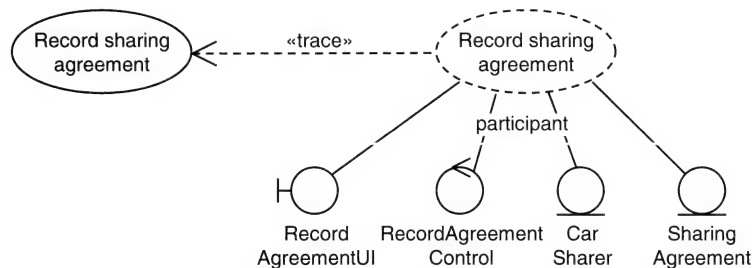 Record sharing
agreement
«trace»
Record sharing
agreement
participant
Record
AgreementUI
RecordAgreement
Control
Car
Sharer
Sharing
Agreement